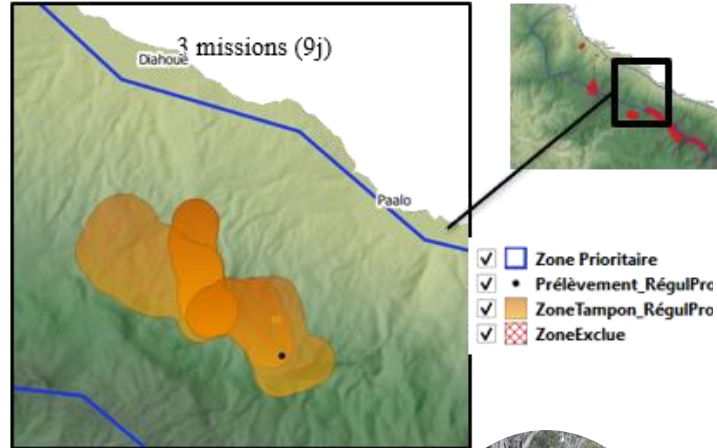 3 missions (9j)
Diahoué
Paalo
Zone Prioritaire
Prélèvement_RégulPro
ZoneTampon_RégulPro
ZoneExclue